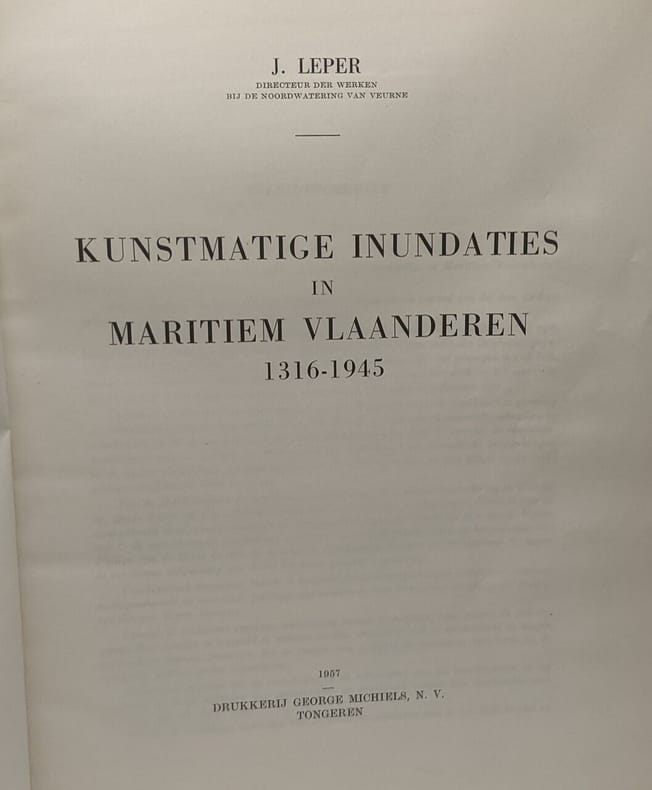 J. LEPER
DIRECTEUR DER WERKEN
BIJ DE NOORDWATERING VAN VEURNE
KUNSTMATIGE INUNDATIES
IN
MARITIEM VLAANDEREN
1316-1945
1957
DRUKKERIJ GEORGE MICHIELS, N. V.
TONGEREN